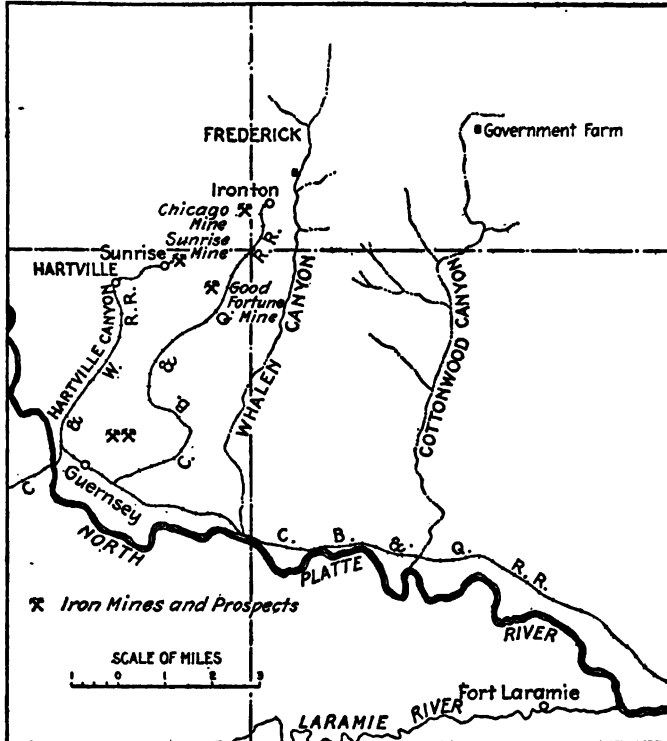 FREDERICK
Government Farm
Ironton
Chicago
Mine
Sunrise
Mine
Sunrise
HARTVILLE
R.R.
Good
Fortune
Mine
HARTVILLE CANYON
R.R.
W.
&
&
B.
Q.
C.
WHALEN CANYON
COTTONWOOD CANYON
C.
Guernsey
NORTH
PLATTE
RIVER
C. B. & Q. R. R.
Iron Mines and Prospects
SCALE OF MILES
1 0 1 2 3
Fort Laramie
LARAMIE RIVER